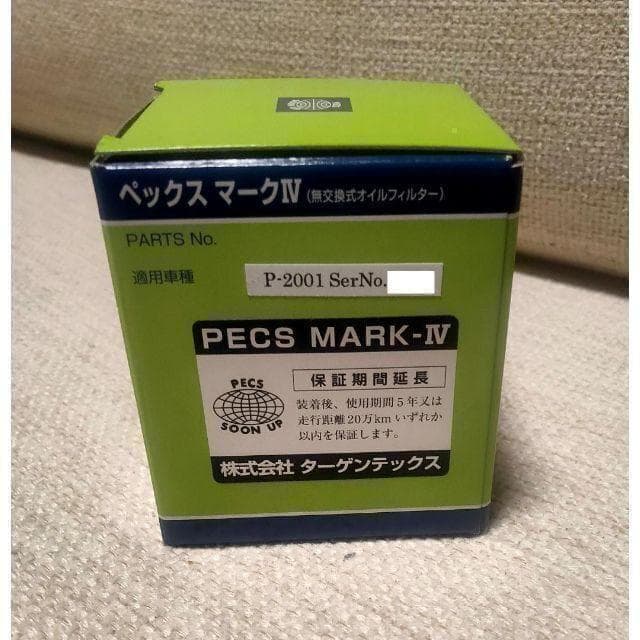 ペックス マークⅣ（無交換式オイルフィルター）
PARTS No.
適用車種
P-2001 SerNo.
PECS MARK-Ⅳ
PECS
SOON UP
保証期間延長
装着後、使用期間5年又は
走行距離20万kmいずれか
以内を保証します。
株式会社 ターゲンテックス